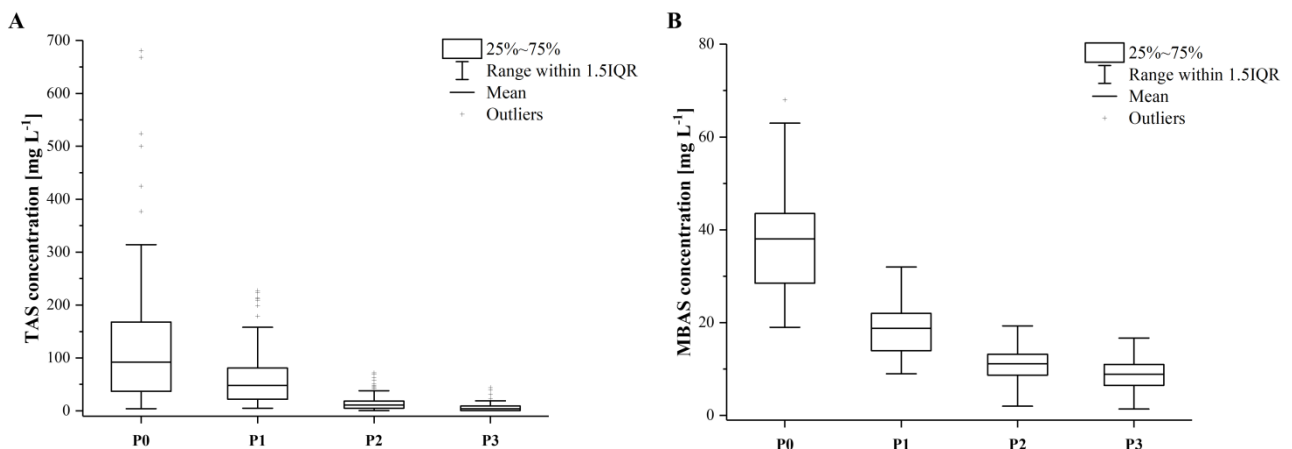 A
TAS concentration [mg L⁻¹]
700
600
500
400
300
200
100
0
P0
P1
P2
P3
25%~75%
Range within 1.5IQR
Mean
Outliers
B
MBAS concentration [mg L⁻¹]
80
60
40
20
0
P0
P1
P2
P3
25%~75%
Range within 1.5IQR
Mean
Outliers